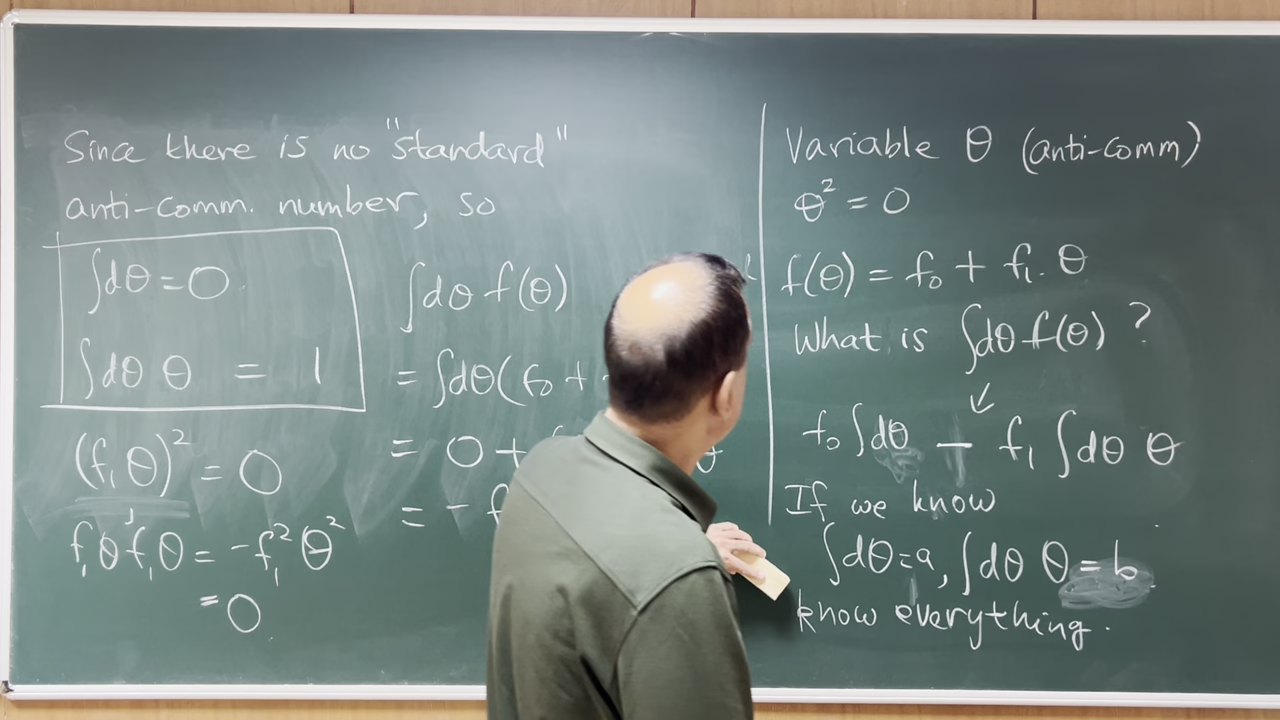 Since there is no "standard"
anti-comm. number, so
∫dθ = 0
∫dθ θ = 1
(f₁θ)² = 0
f₁θf₁θ = -f₁²θ²
= 0
∫dθ f(θ)
= ∫dθ(f₀ +
= 0 +
= -f
Variable θ (anti-comm)
θ² = 0
f(θ) = f₀ + f₁·θ
What is ∫dθ f(θ) ?
↙
f₀∫dθ - f₁∫dθ θ
If we know
∫dθ=a, ∫dθ θ = b
know everything.